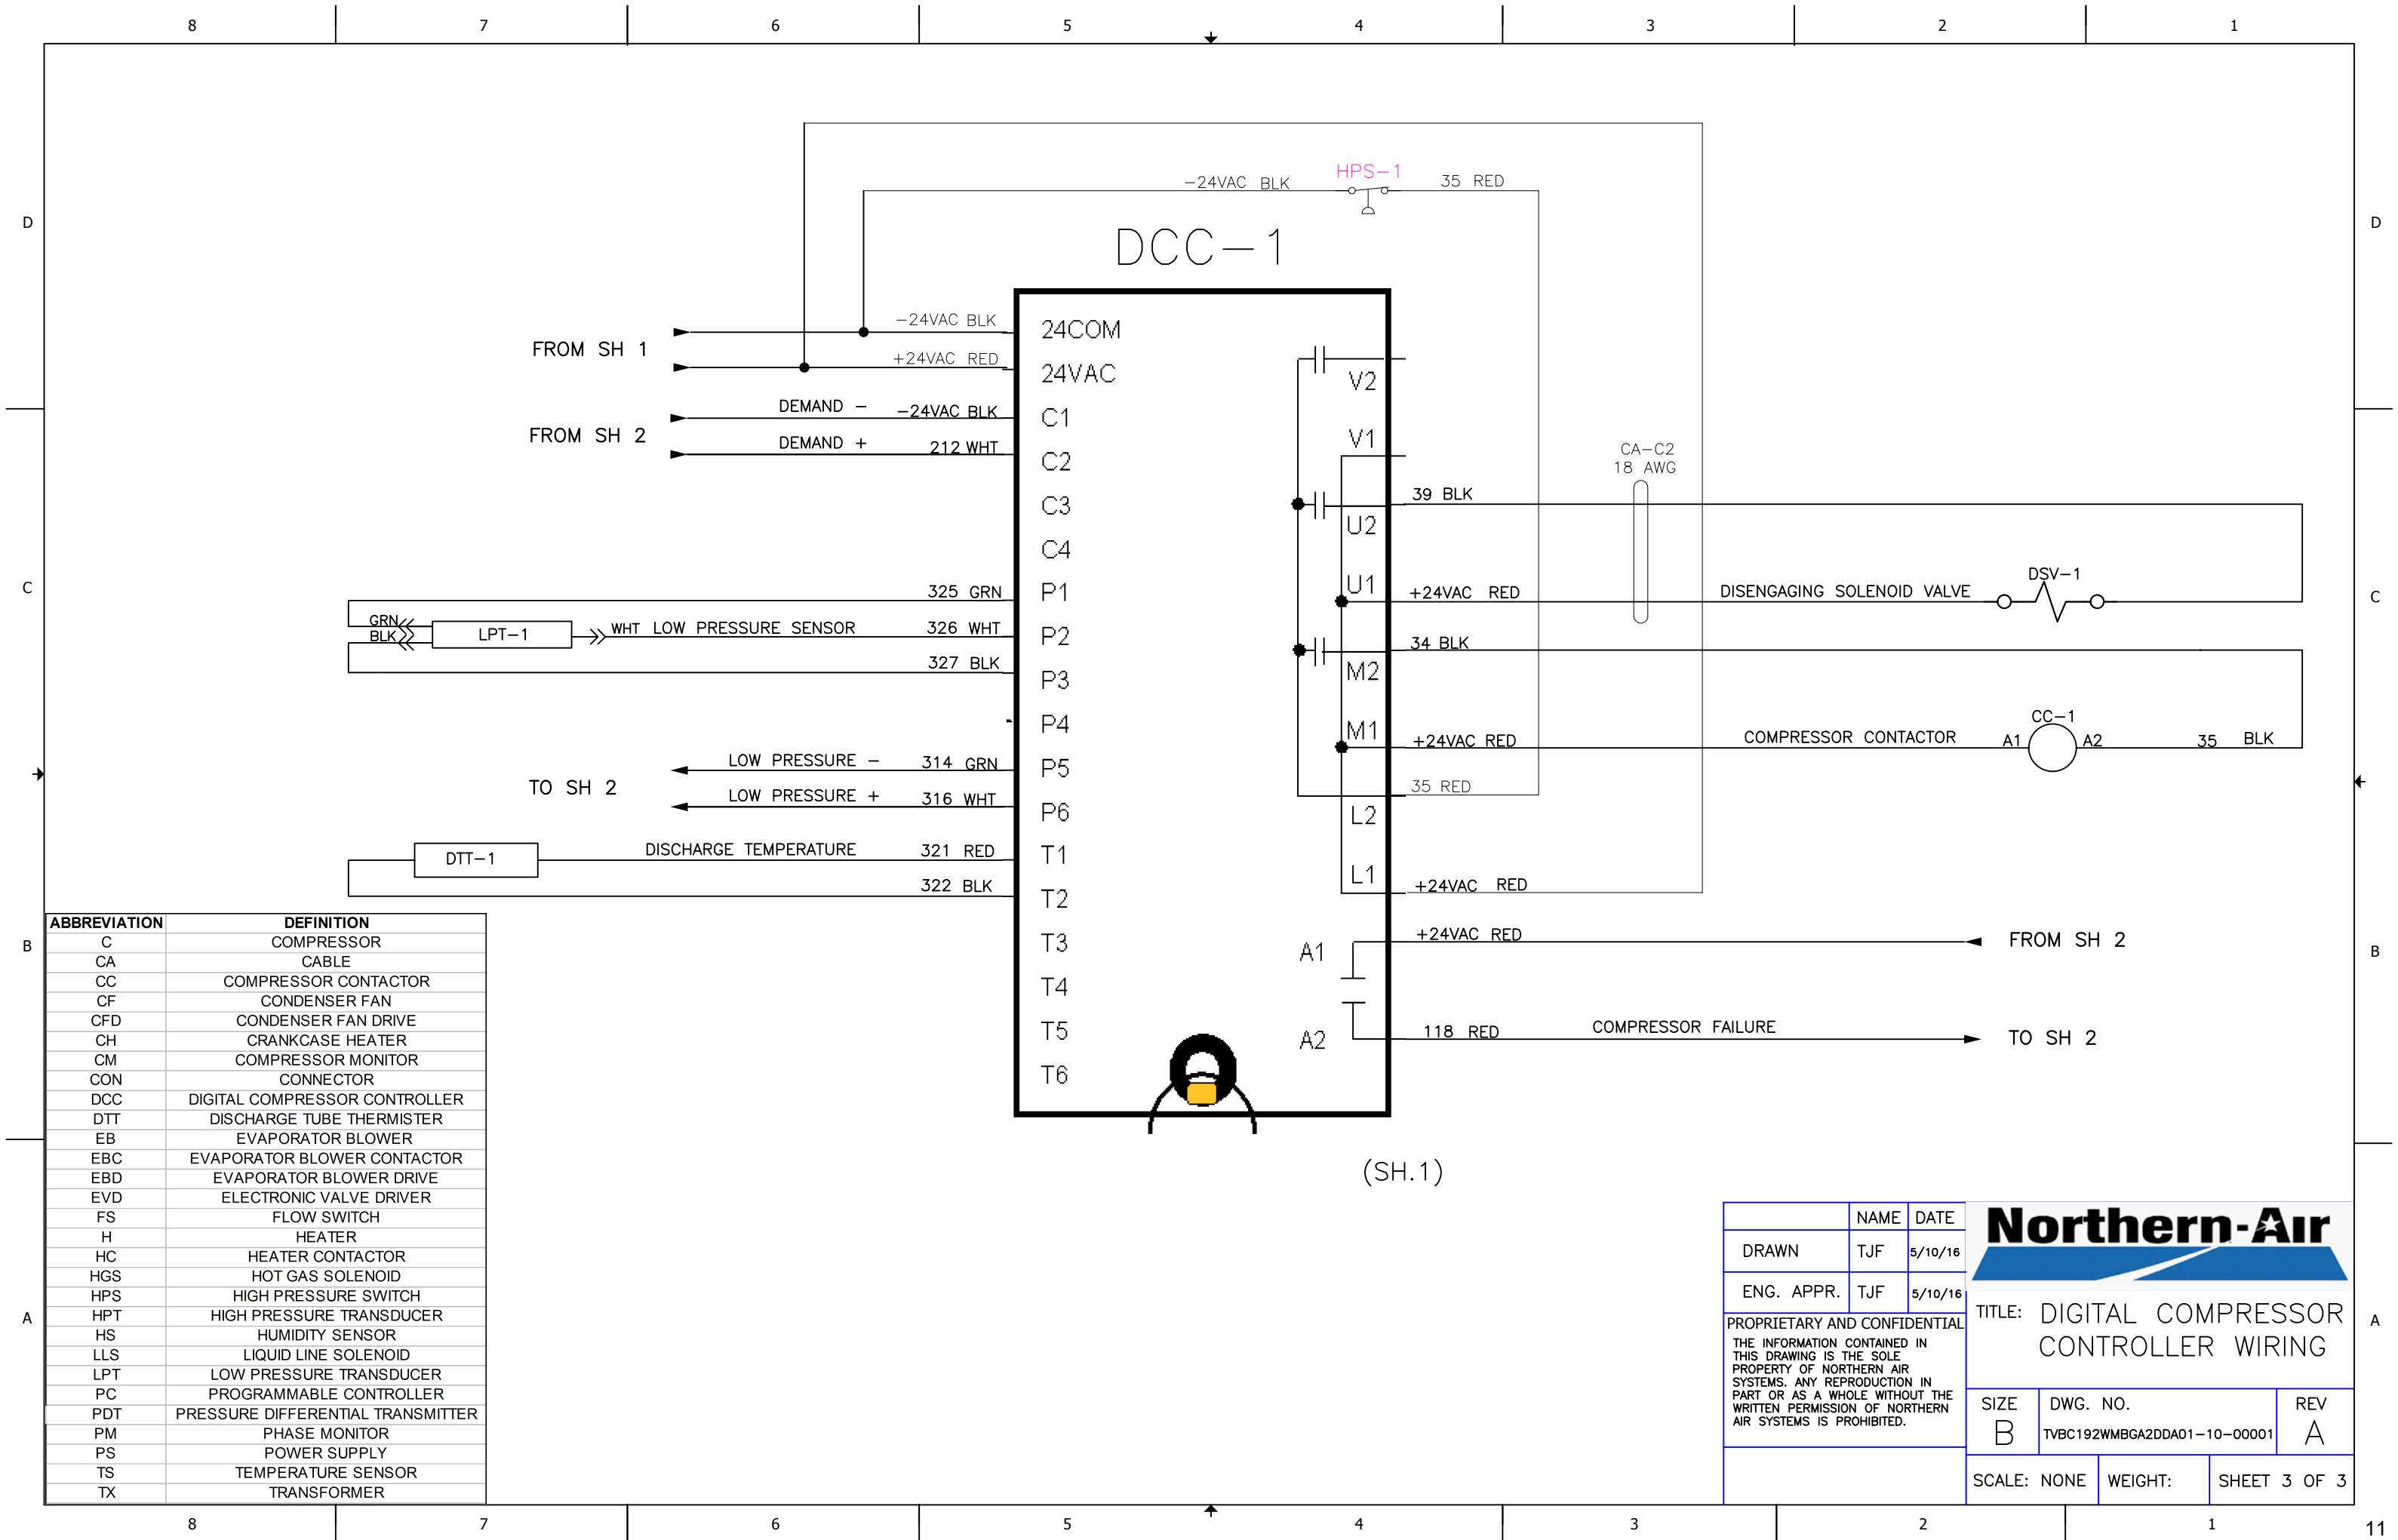 8 7 6 5 4 3 2 1
D D
HPS-1
-24VAC BLK 35 RED
DCC-1
FROM SH 1
-24VAC BLK
+24VAC RED
FROM SH 2
DEMAND - -24VAC BLK
DEMAND + 212 WHT
24COM
24VAC
C1
C2
C3
C4
P1
P2
P3
P4
P5
P6
T1
T2
T3
T4
T5
T6
V2
V1
U2
U1
M2
M1
L2
L1
A1
A2
CA-C2
18 AWG
39 BLK
+24VAC RED DISENGAGING SOLENOID VALVE DSV-1
34 BLK
+24VAC RED COMPRESSOR CONTACTOR A1 CC-1 A2 35 BLK
35 RED
+24VAC RED
+24VAC RED FROM SH 2
118 RED COMPRESSOR FAILURE TO SH 2
C C
325 GRN
GRN
BLK
LPT-1
WHT LOW PRESSURE SENSOR 326 WHT
327 BLK
TO SH 2
LOW PRESSURE - 314 GRN
LOW PRESSURE + 316 WHT
DTT-1
DISCHARGE TEMPERATURE 321 RED
322 BLK
B B
(SH.1)
ABBREVIATION DEFINITION
C COMPRESSOR
CA CABLE
CC COMPRESSOR CONTACTOR
CF CONDENSER FAN
CFD CONDENSER FAN DRIVE
CH CRANKCASE HEATER
CM COMPRESSOR MONITOR
CON CONNECTOR
DCC DIGITAL COMPRESSOR CONTROLLER
DTT DISCHARGE TUBE THERMISTER
EB EVAPORATOR BLOWER
EBC EVAPORATOR BLOWER CONTACTOR
EBD EVAPORATOR BLOWER DRIVE
EVD ELECTRONIC VALVE DRIVER
FS FLOW SWITCH
H HEATER
HC HEATER CONTACTOR
HGS HOT GAS SOLENOID
HPS HIGH PRESSURE SWITCH
HPT HIGH PRESSURE TRANSDUCER
HS HUMIDITY SENSOR
LLS LIQUID LINE SOLENOID
LPT LOW PRESSURE TRANSDUCER
PC PROGRAMMABLE CONTROLLER
PDT PRESSURE DIFFERENTIAL TRANSMITTER
PM PHASE MONITOR
PS POWER SUPPLY
TS TEMPERATURE SENSOR
TX TRANSFORMER
A A
NAME DATE
DRAWN TJF 5/10/16
ENG. APPR. TJF 5/10/16
PROPRIETARY AND CONFIDENTIAL
THE INFORMATION CONTAINED IN
THIS DRAWING IS THE SOLE
PROPERTY OF NORTHERN AIR
SYSTEMS. ANY REPRODUCTION IN
PART OR AS A WHOLE WITHOUT THE
WRITTEN PERMISSION OF NORTHERN
AIR SYSTEMS IS PROHIBITED.
Northern-Air
TITLE: DIGITAL COMPRESSOR
CONTROLLER WIRING
SIZE
B
DWG. NO.
TVBC192WMBGA2DDA01-10-00001
REV
A
SCALE: NONE WEIGHT: SHEET 3 OF 3
8 7 6 5 4 3 2 1
11